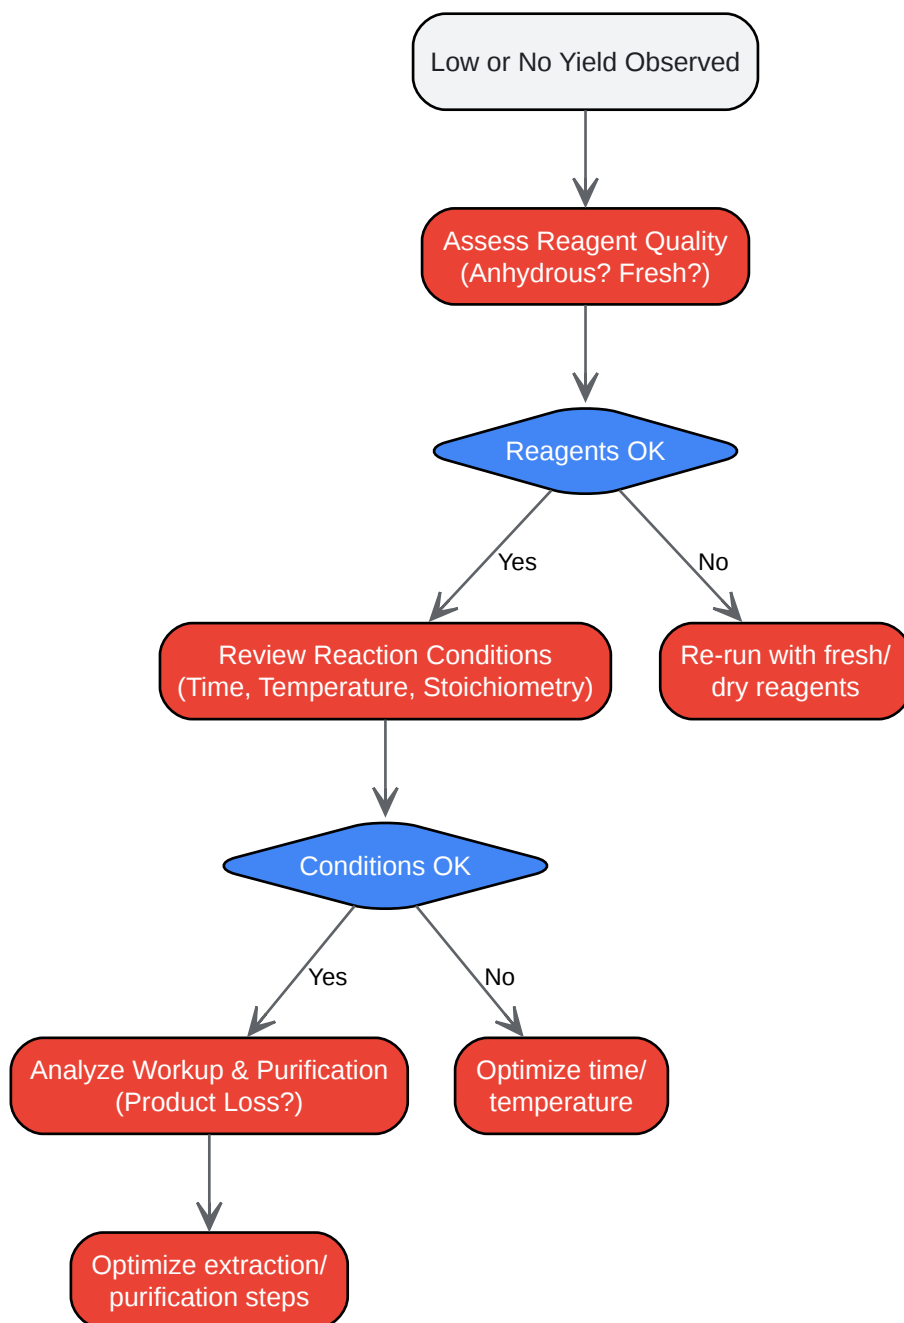 Low or No Yield Observed
Assess Reagent Quality
(Anhydrous? Fresh?)
Reagents OK
Yes
No
Review Reaction Conditions
(Time, Temperature, Stoichiometry)
Re-run with fresh/
dry reagents
Conditions OK
Yes
No
Analyze Workup & Purification
(Product Loss?)
Optimize time/
temperature
Optimize extraction/
purification steps